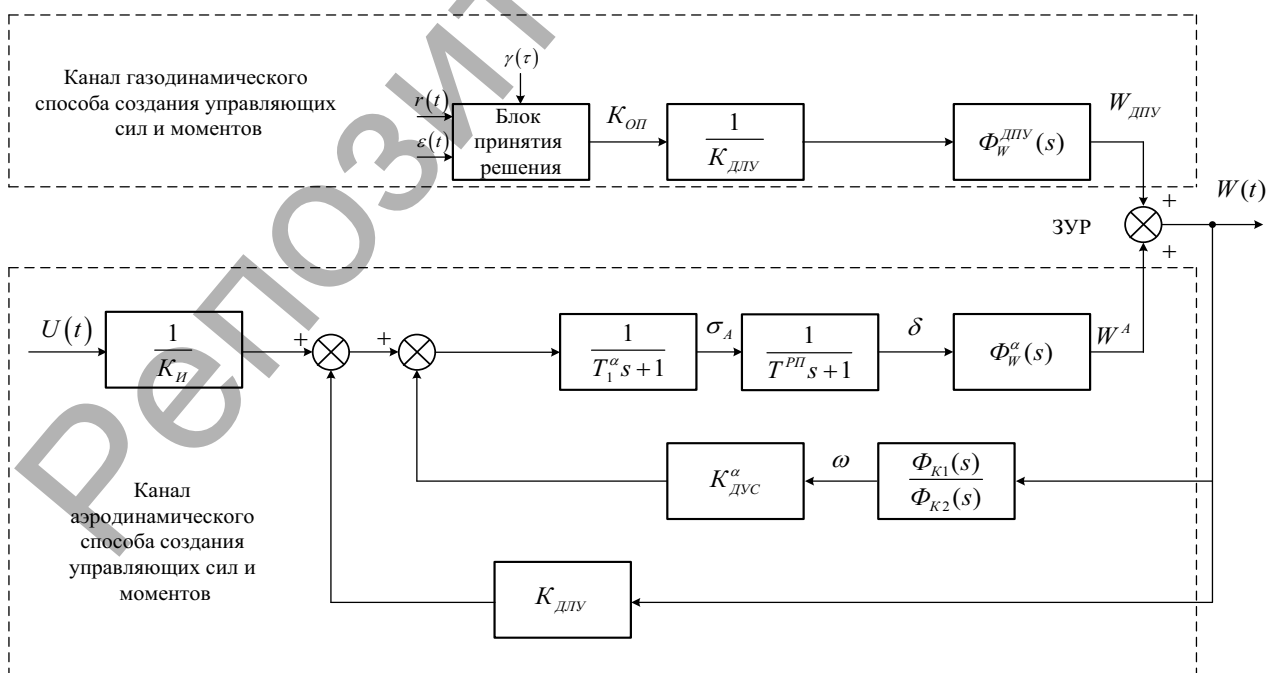 Канал газодинамического
способа создания управляющих
сил и моментов
γ(τ)
r(t)
ε(t)
Блок
принятия
решения
K_ОП
1
K_ДЛУ
Φ_W^ДПУ(s)
W_ДПУ
+
W(t)
ЗУР
+
U(t)
1
K_И
+
+
1
T_1^α s+1
σ_A
1
T^РП s+1
δ
Φ_W^α(s)
W^A
K_ДУС^α
ω
Φ_K1(s)
Φ_K2(s)
Канал
аэродинамического
способа создания
управляющих сил и
моментов
K_ДЛУ
Репози